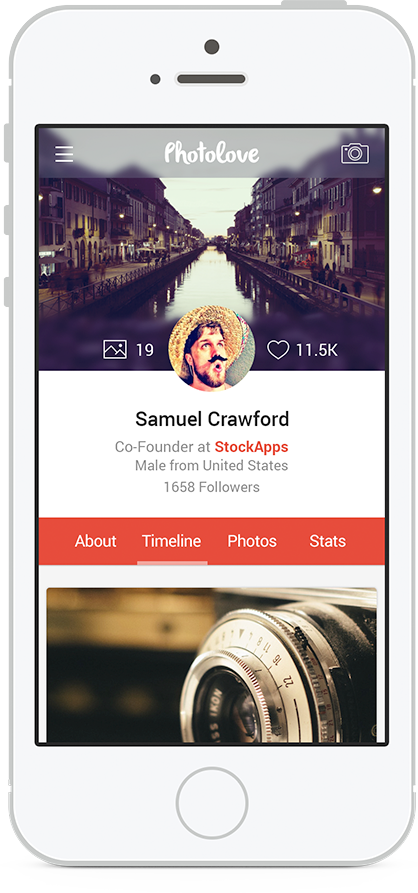 Photolove
19
11.5K
Samuel Crawford
Co-Founder at StockApps
Male from United States
1658 Followers
About Timeline Photos Stats
IKON